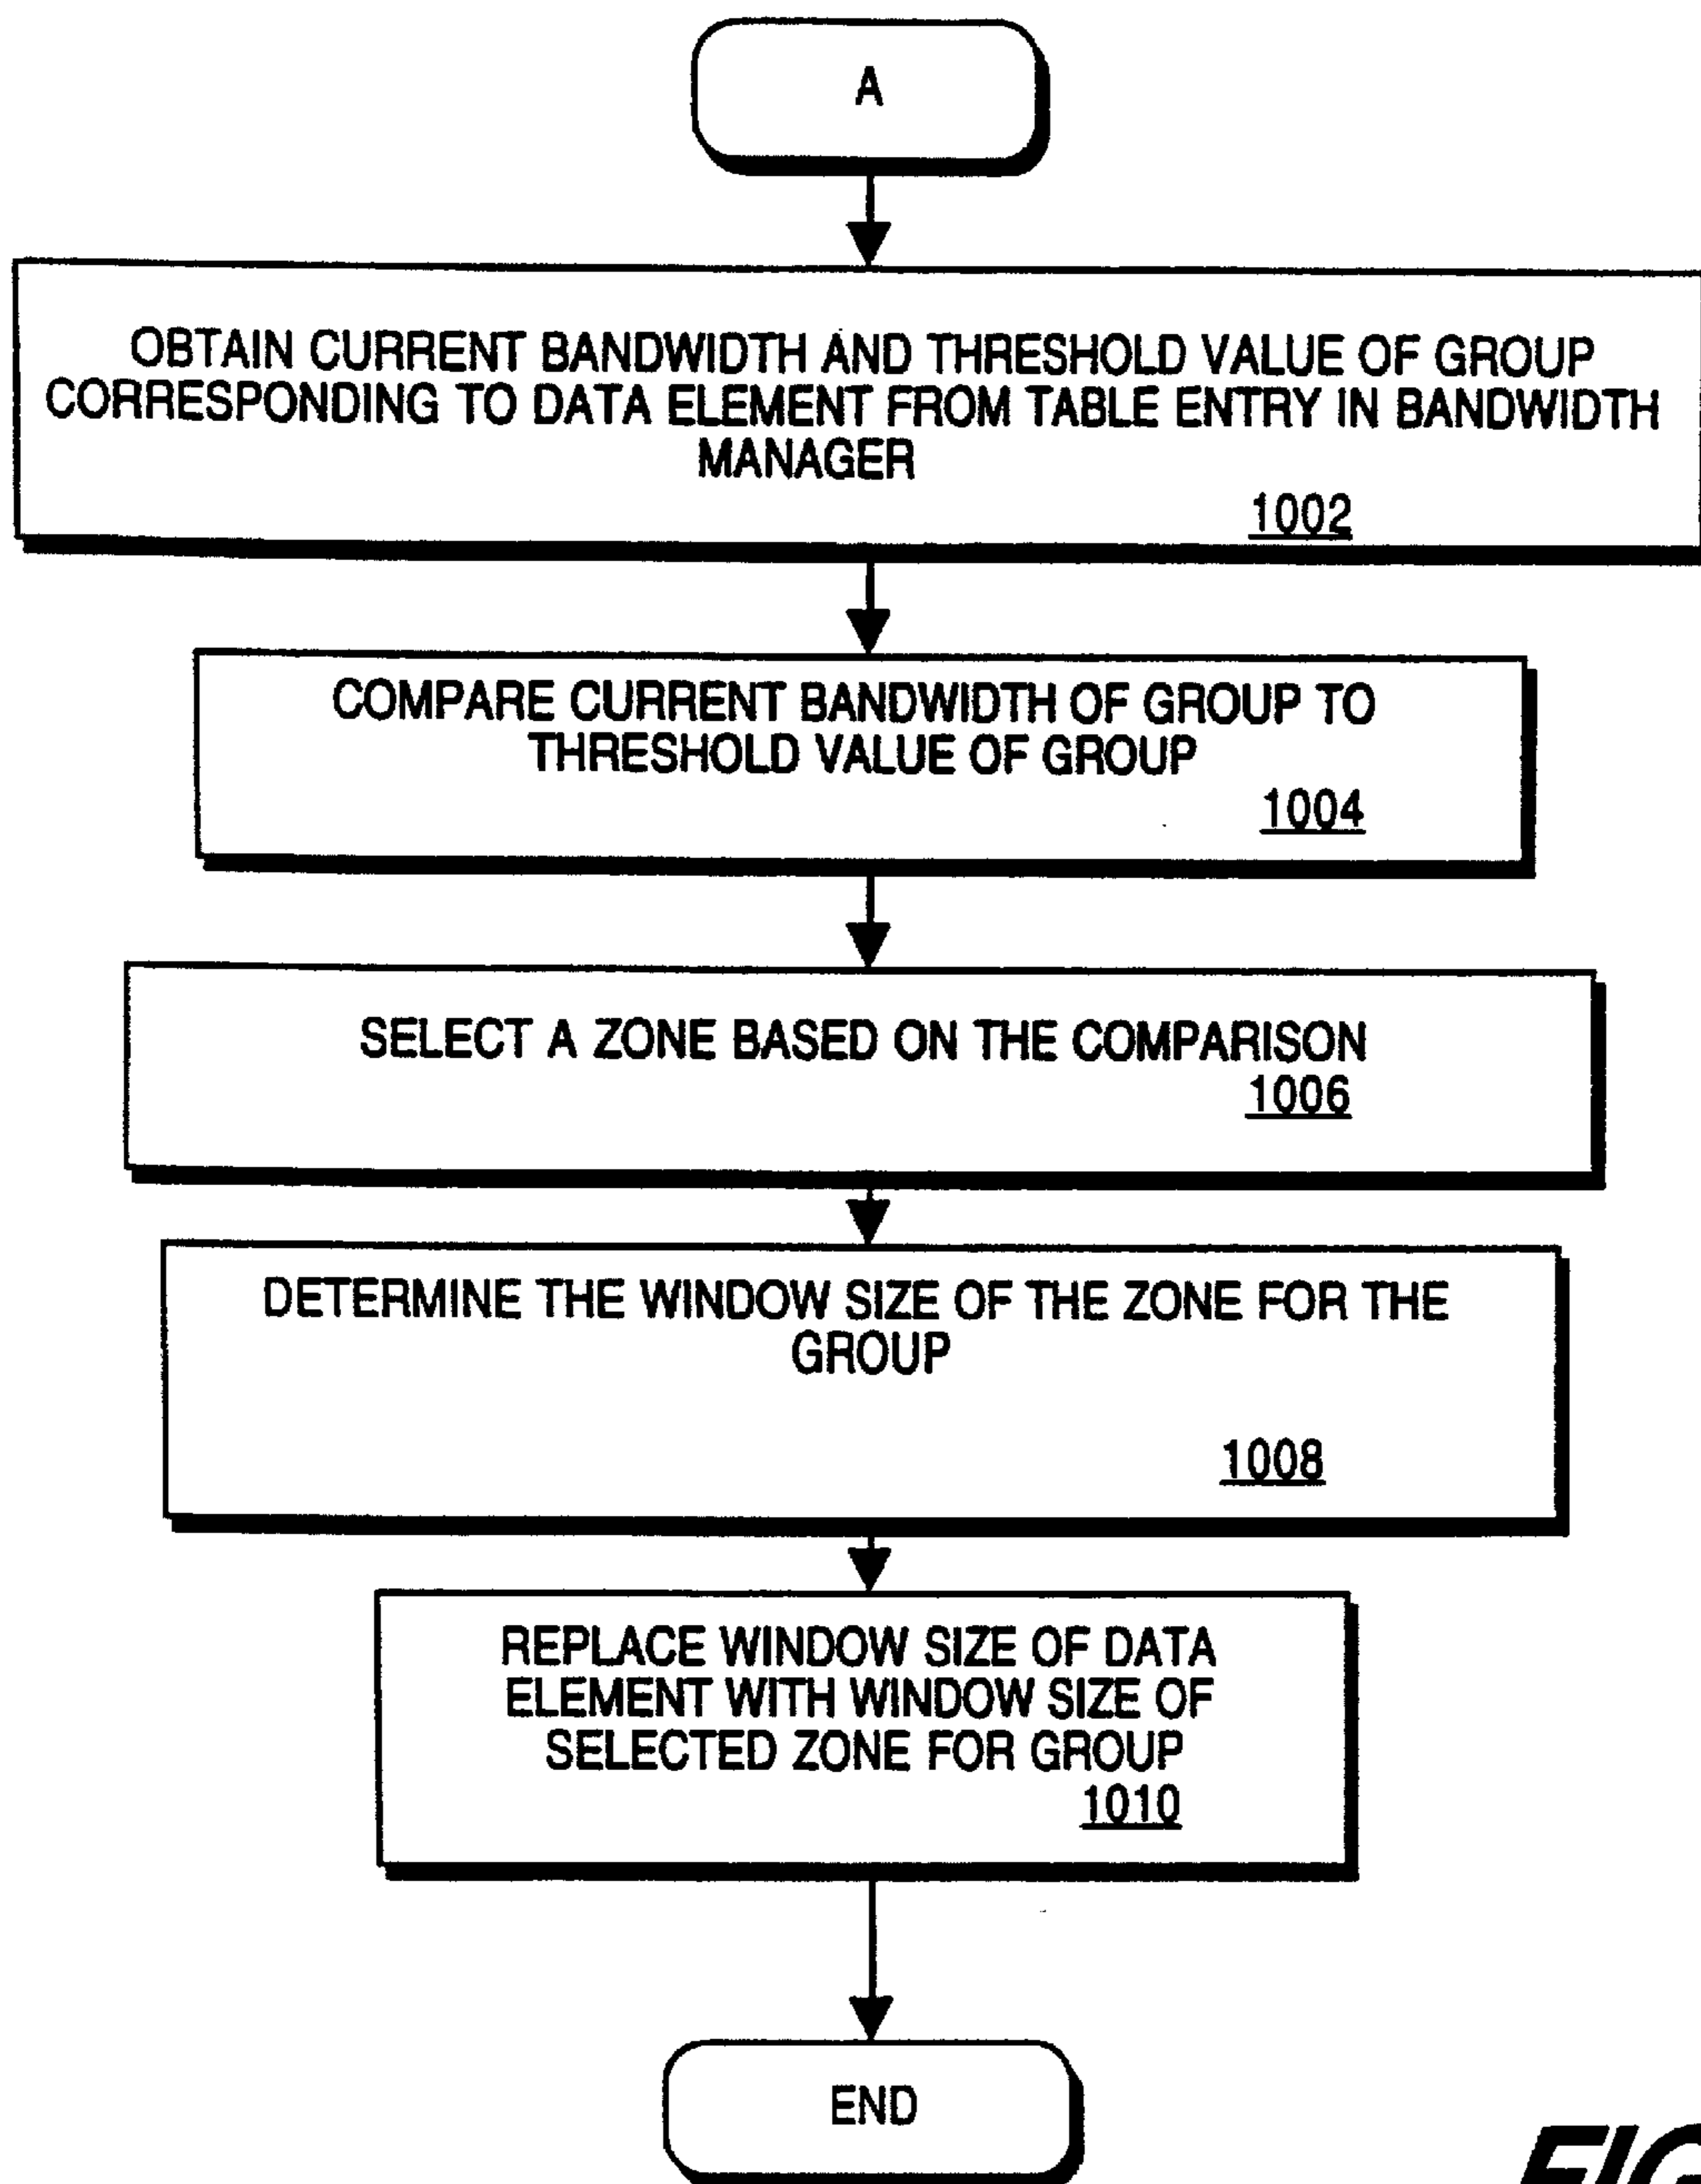 A
OBTAIN CURRENT BANDWIDTH AND THRESHOLD VALUE OF GROUP
CORRESPONDING TO DATA ELEMENT FROM TABLE ENTRY IN BANDWIDTH
MANAGER
1002
COMPARE CURRENT BANDWIDTH OF GROUP TO
THRESHOLD VALUE OF GROUP
1004
SELECT A ZONE BASED ON THE COMPARISON
1006
DETERMINE THE WINDOW SIZE OF THE ZONE FOR THE
GROUP
1008
REPLACE WINDOW SIZE OF DATA
ELEMENT WITH WINDOW SIZE OF
SELECTED ZONE FOR GROUP
1010
END